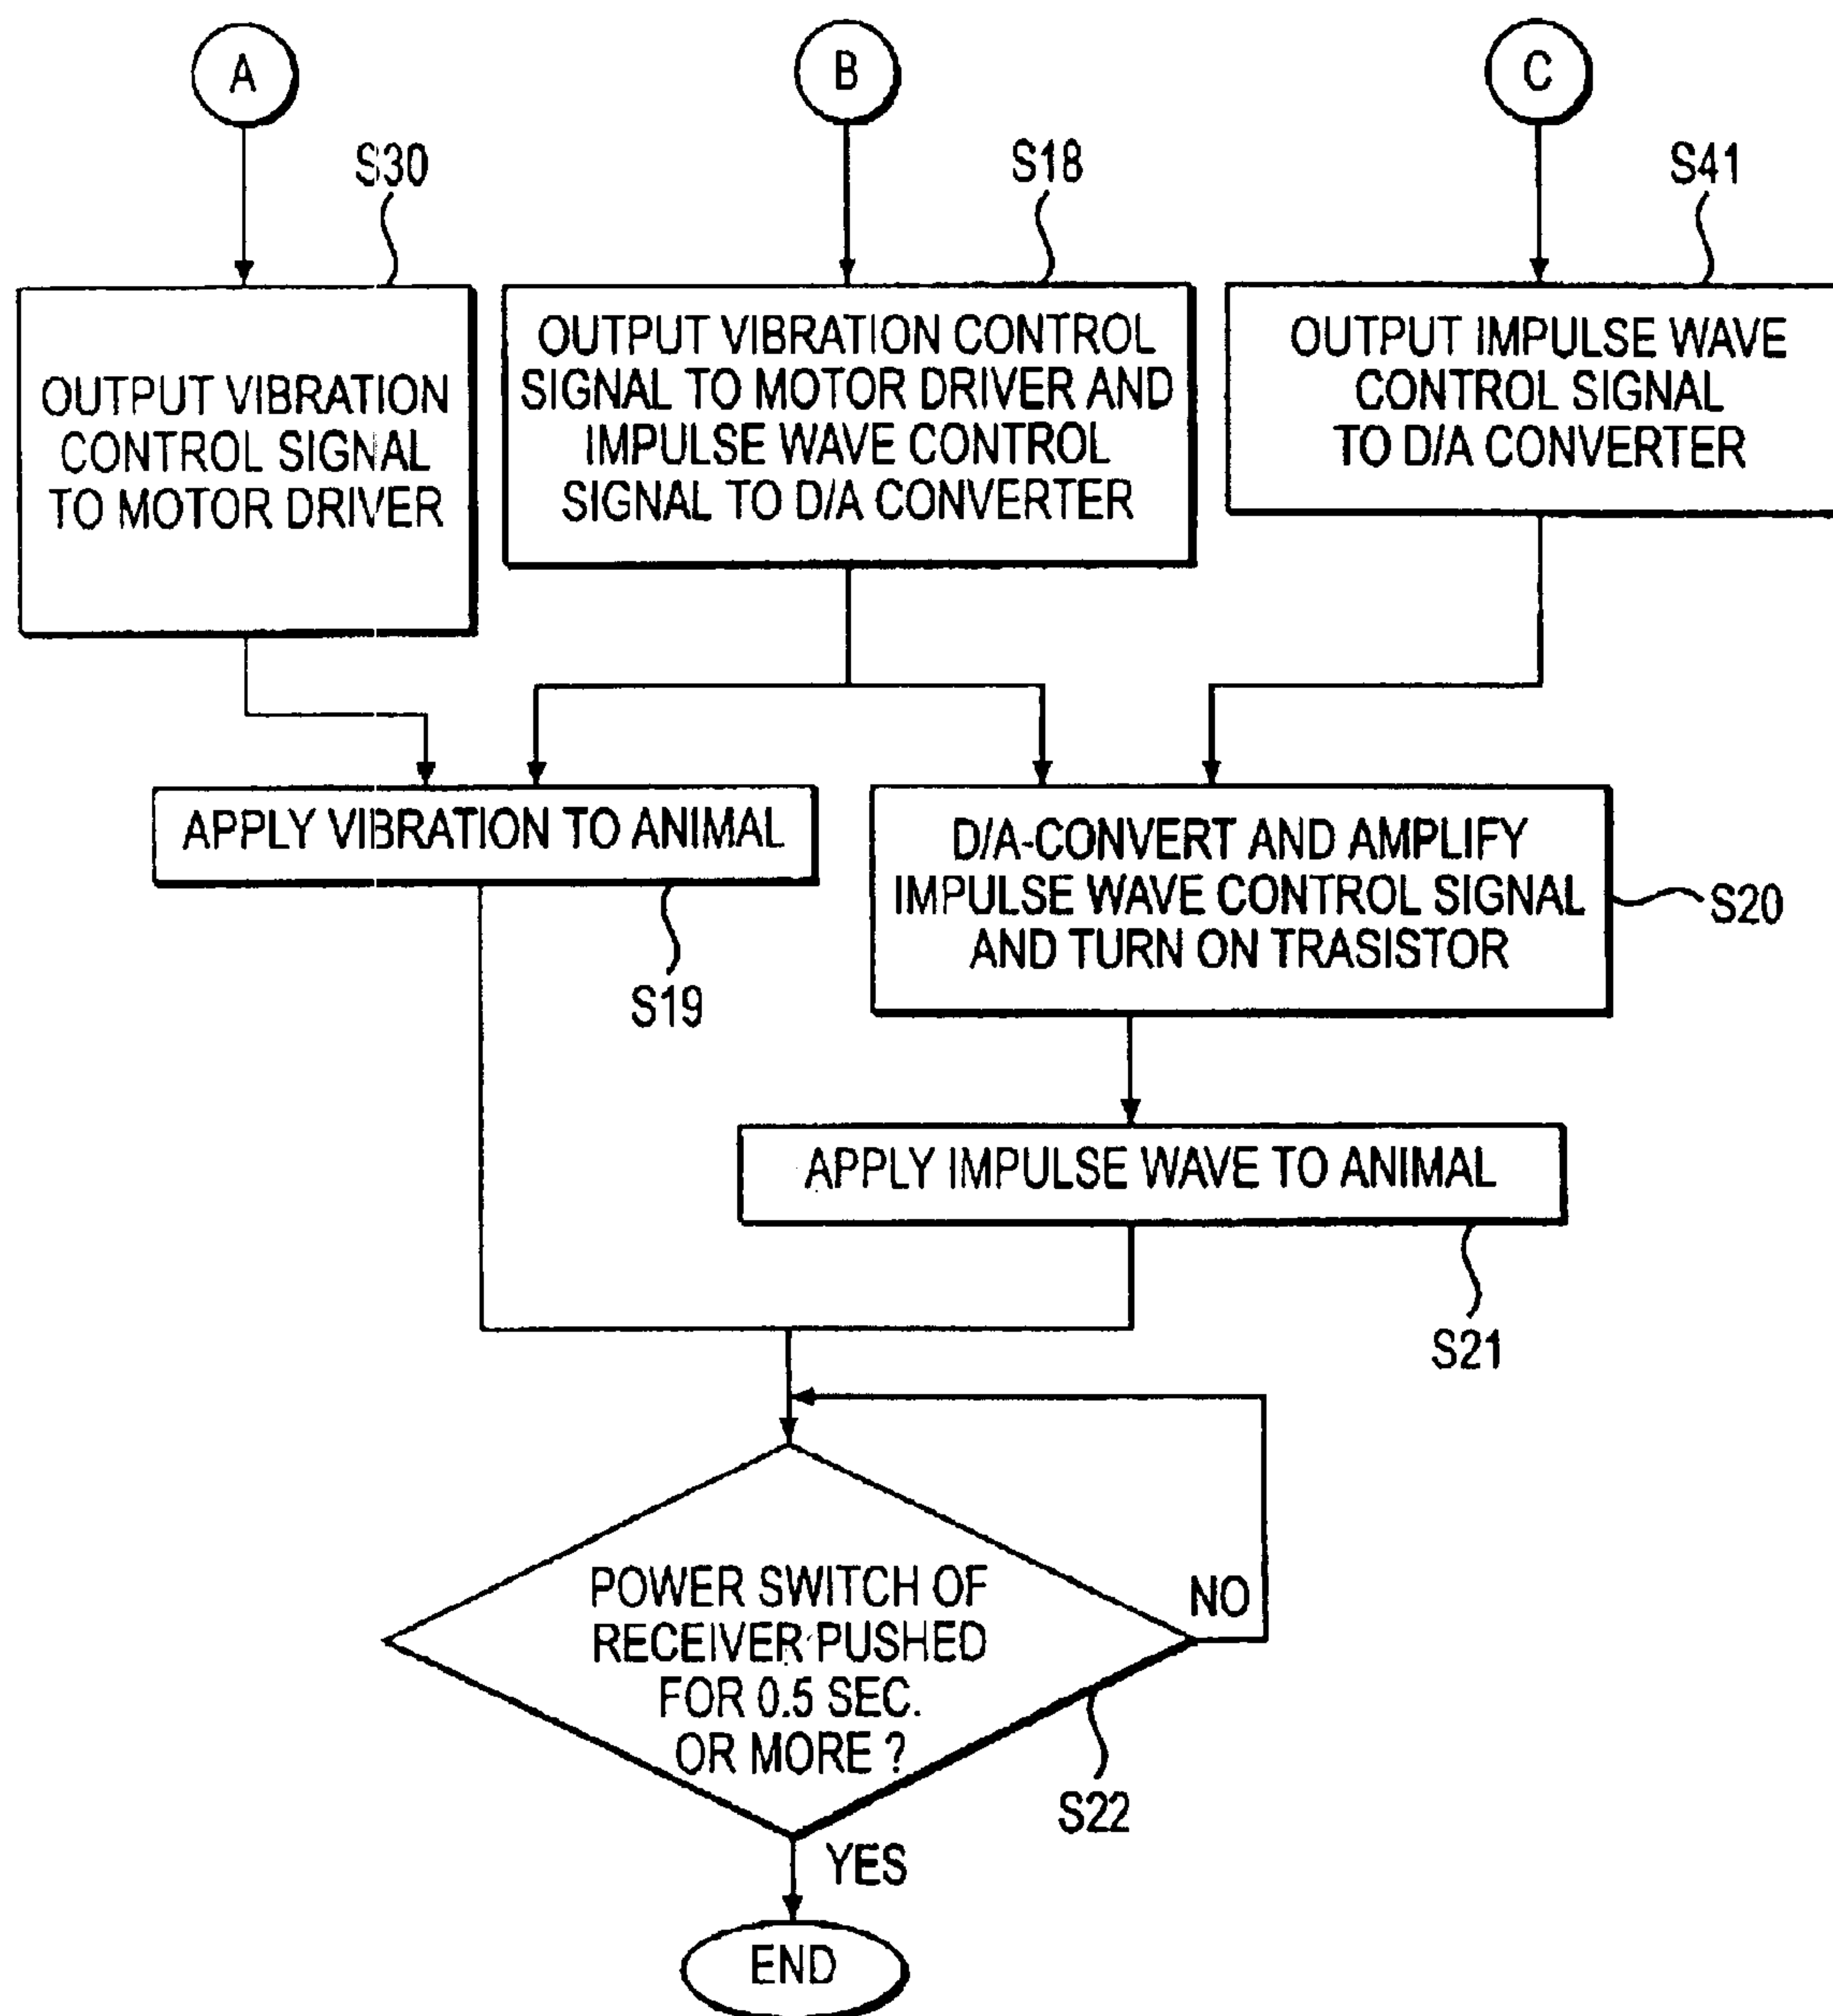 A
B
C
S30
S18
S41
OUTPUT VIBRATION
CONTROL SIGNAL
TO MOTOR DRIVER
OUTPUT VIBRATION CONTROL
SIGNAL TO MOTOR DRIVER AND
IMPULSE WAVE CONTROL
SIGNAL TO D/A CONVERTER
OUTPUT IMPULSE WAVE
CONTROL SIGNAL
TO D/A CONVERTER
APPLY VIBRATION TO ANIMAL
S19
D/A-CONVERT AND AMPLIFY
IMPULSE WAVE CONTROL SIGNAL
AND TURN ON TRASISTOR
S20
APPLY IMPULSE WAVE TO ANIMAL
S21
POWER SWITCH OF
RECEIVER PUSHED
FOR 0.5 SEC.
OR MORE ?
NO
S22
YES
END